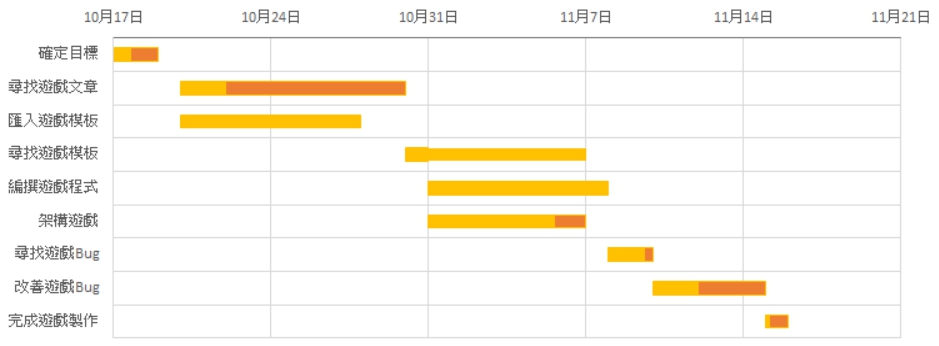 10月17日 10月24日 10月31日 11月7日 11月14日 11月21日
確定目標
尋找遊戲文章
匯入遊戲模板
尋找遊戲模板
編撰遊戲程式
架構遊戲
尋找遊戲Bug
改善遊戲Bug
完成遊戲製作